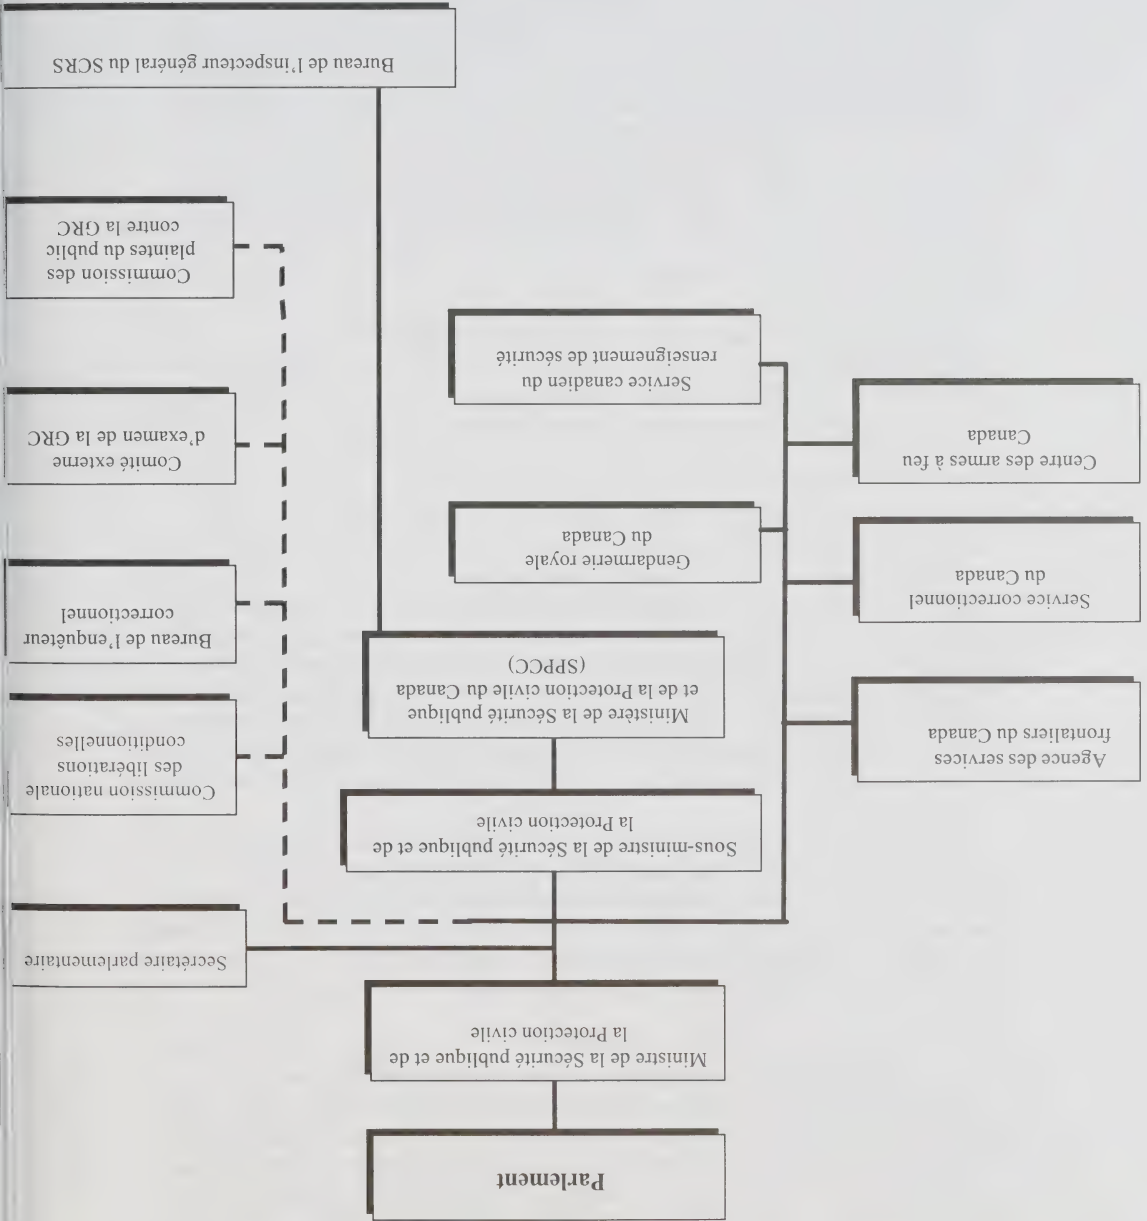 Parlement
Ministre de la Sécurité publique et de
la Protection civile
Secrétaire parlementaire
Sous-ministre de la Sécurité publique et de
la Protection civile
Ministère de la Sécurité publique
et de la Protection civile du Canada
(SPPCC)
Agence des services
frontaliers du Canada
Service correctionnel
du Canada
Centre des armes à feu
Canada
Gendarmerie royale
du Canada
Service canadien du
renseignement de sécurité
Commission nationale
des libérations
conditionnelles
Bureau de l'enquêteur
correctionnel
Comité externe
d'examen de la GRC
Commission des
plaintes du public
contre la GRC
Bureau de l'inspecteur général du SCRS